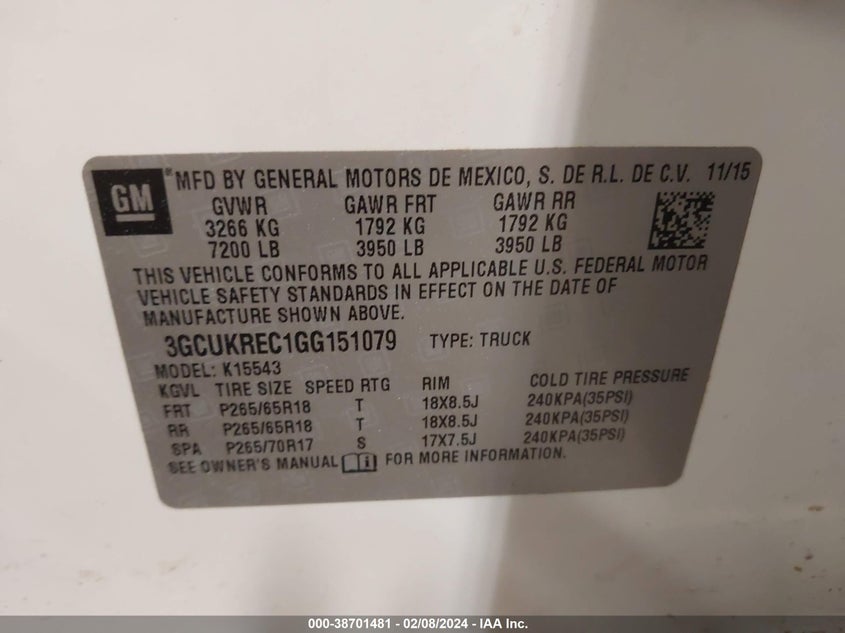 GM ® MFD BY GENERAL MOTORS DE MEXICO, S. DE R.L. DE C.V. 11/15
GVWR GAWR FRT GAWR RR
3266 KG 1792 KG 1792 KG
7200 LB 3950 LB 3950 LB
THIS VEHICLE CONFORMS TO ALL APPLICABLE U.S. FEDERAL MOTOR
VEHICLE SAFETY STANDARDS IN EFFECT ON THE DATE OF
MANUFACTURE SHOWN ABOVE.
3GCUKREC1GG151079 TYPE: TRUCK
MODEL: K15543
KGVL TIRE SIZE SPEED RTG RIM COLD TIRE PRESSURE
FRT P265/65R18 T 18X8.5J 240KPA(35PSI)
RR P265/65R18 T 18X8.5J 240KPA(35PSI)
SPA P265/70R17 S 17X7.5J 240KPA(35PSI)
SEE OWNER'S MANUAL i FOR MORE INFORMATION.
000-38701481 - 02/08/2024 - IAA Inc.